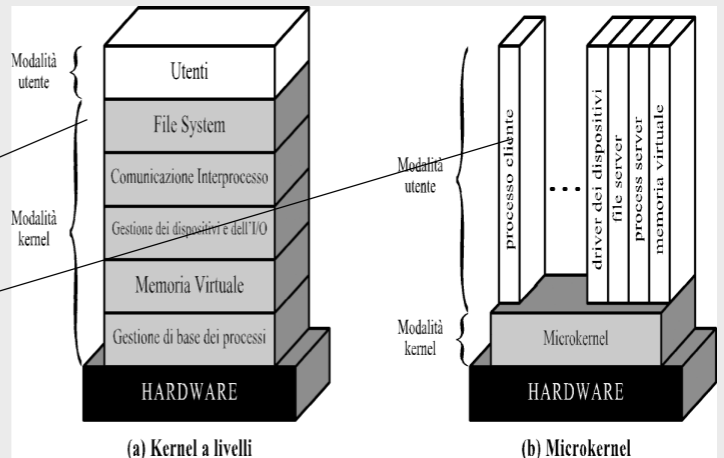 Modalità
utente
Utenti
File System
Comunicazione Interprocesso
Modalità
kernel
Gestione dei dispositivi e dell'I/O
Memoria Virtuale
Gestione di base dei processi
HARDWARE
(a) Kernel a livelli
Modalità
utente
processo cliente
...
driver dei dispositivi
file server
process server
memoria virtuale
Modalità
kernel
Microkernel
HARDWARE
(b) Microkernel